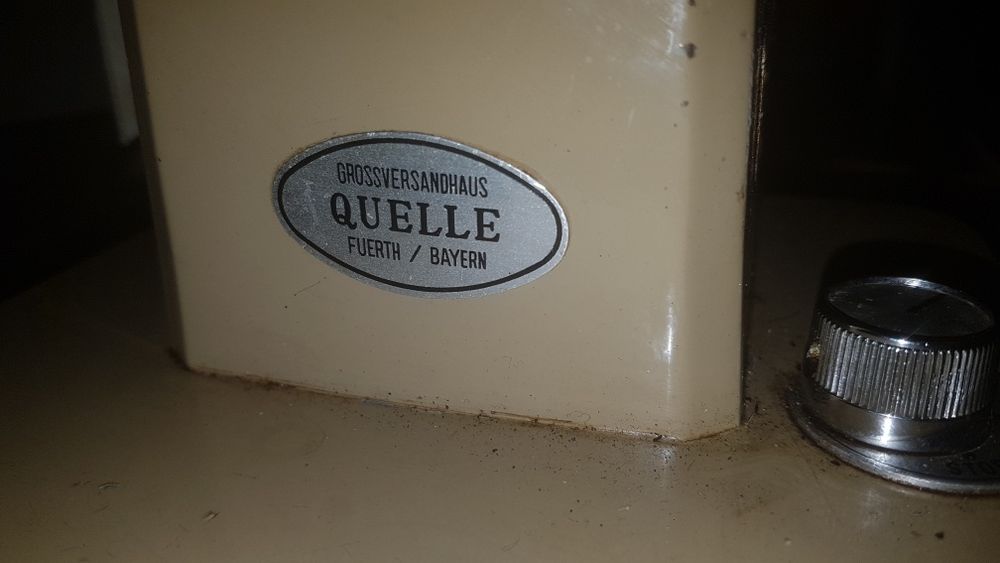 GROSSVERSANDHAUS
QUELLE
FUERTH / BAYERN